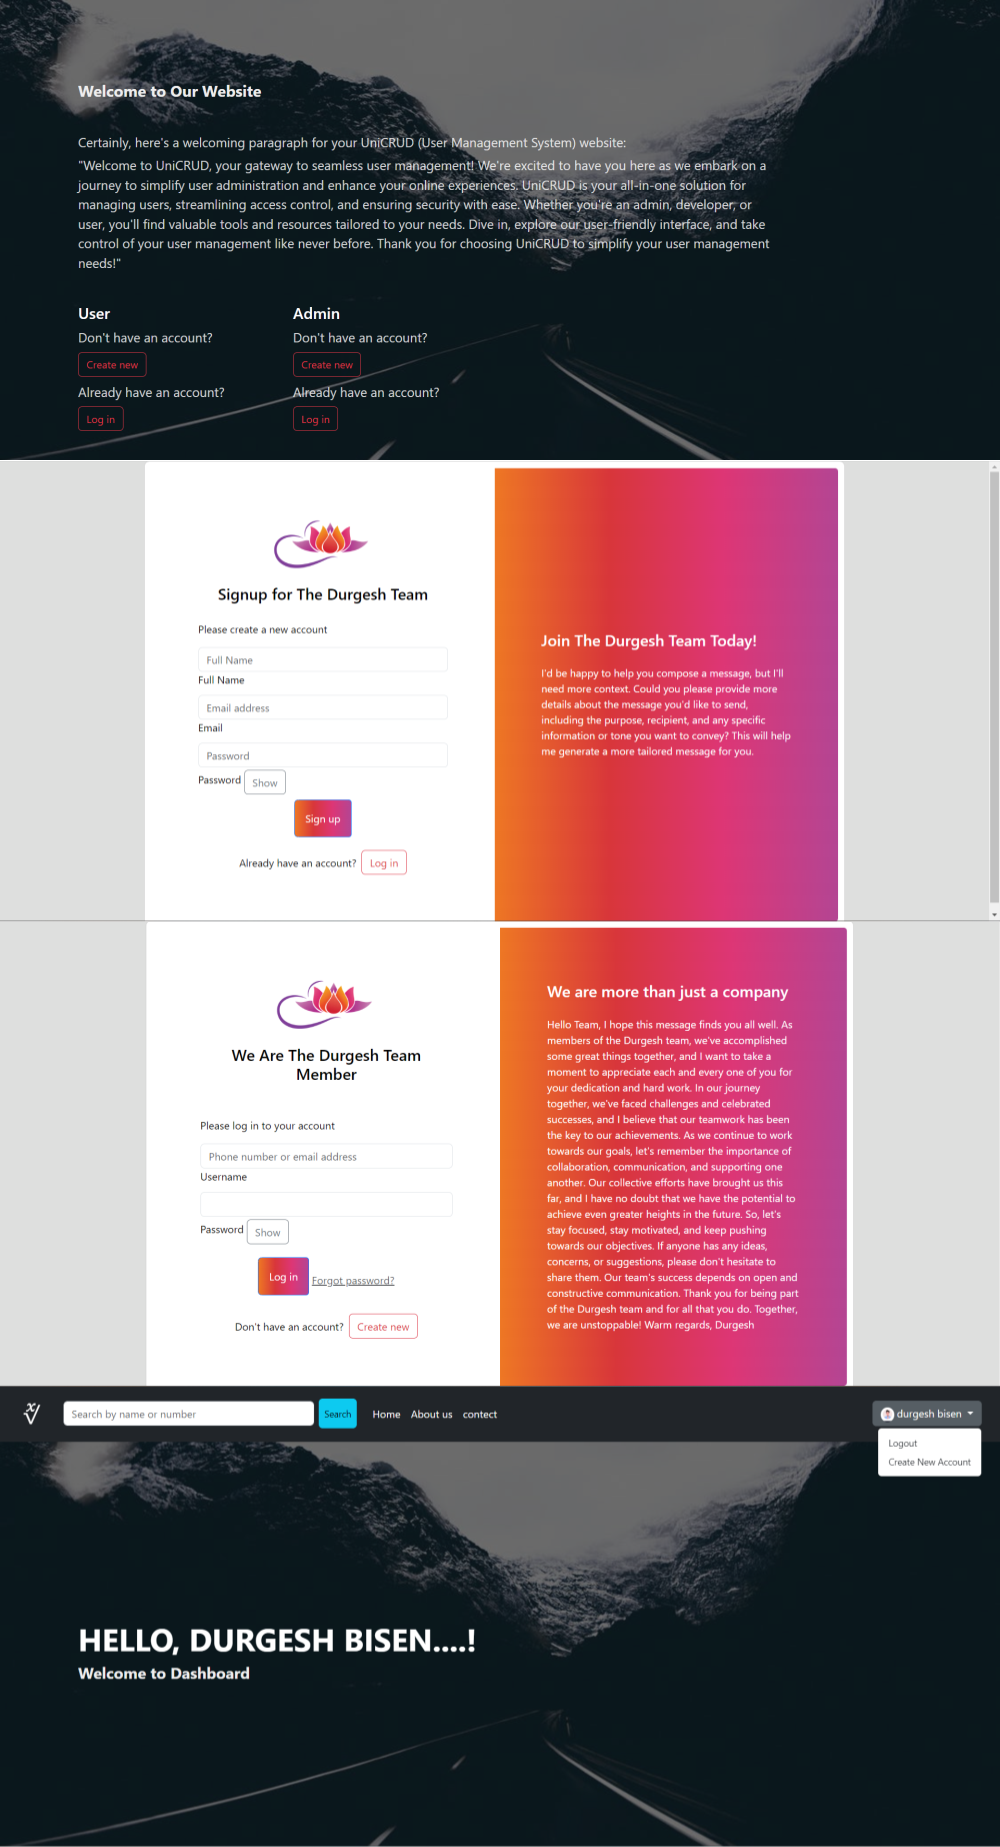 Welcome to Our Website
Certainly, here's a welcoming paragraph for your UniCRUD (User Management System) website:
"Welcome to UniCRUD, your gateway to seamless user management! We're excited to have you here as we embark on a
journey to simplify user administration and enhance your online experiences. UniCRUD is your all-in-one solution for
managing users, streamlining access control, and ensuring security with ease. Whether you're an admin, developer, or
user, you'll find valuable tools and resources tailored to your needs. Dive in, explore our user-friendly interface, and take
control of your user management like never before. Thank you for choosing UniCRUD to simplify your user management
needs!"
User
Don't have an account?
Create new
Already have an account?
Log in
Admin
Don't have an account?
Create new
Already have an account?
Log in
Signup for The Durgesh Team
Please create a new account
Full Name
Full Name
Email address
Email
Password
Password Show
Sign up
Already have an account? Log in
Join The Durgesh Team Today!
I'd be happy to help you compose a message, but I'll
need more context. Could you please provide more
details about the message you'd like to send,
including the purpose, recipient, and any specific
information or tone you want to convey? This will help
me generate a more tailored message for you.
We Are The Durgesh Team
Member
Please log in to your account
Phone number or email address
Username
Password Show
Log in Forgot password?
Don't have an account? Create new
We are more than just a company
Hello Team, I hope this message finds you all well. As
members of the Durgesh team, we've accomplished
some great things together, and I want to take a
moment to appreciate each and every one of you for
your dedication and hard work. In our journey
together, we've faced challenges and celebrated
successes, and I believe that our teamwork has been
the key to our achievements. As we continue to work
towards our goals, let's remember the importance of
collaboration, communication, and supporting one
another. Our collective efforts have brought us this
far, and I have no doubt that we have the potential to
achieve even greater heights in the future. So, let's
stay focused, stay motivated, and keep pushing
towards our objectives. If anyone has any ideas,
concerns, or suggestions, please don't hesitate to
share them. Our team's success depends on open and
constructive communication. Thank you for being part
of the Durgesh team and for all that you do. Together,
we are unstoppable! Warm regards, Durgesh
Search by name or number Search Home About us contect durgesh bisen
Logout
Create New Account
HELLO, DURGESH BISEN....!
Welcome to Dashboard